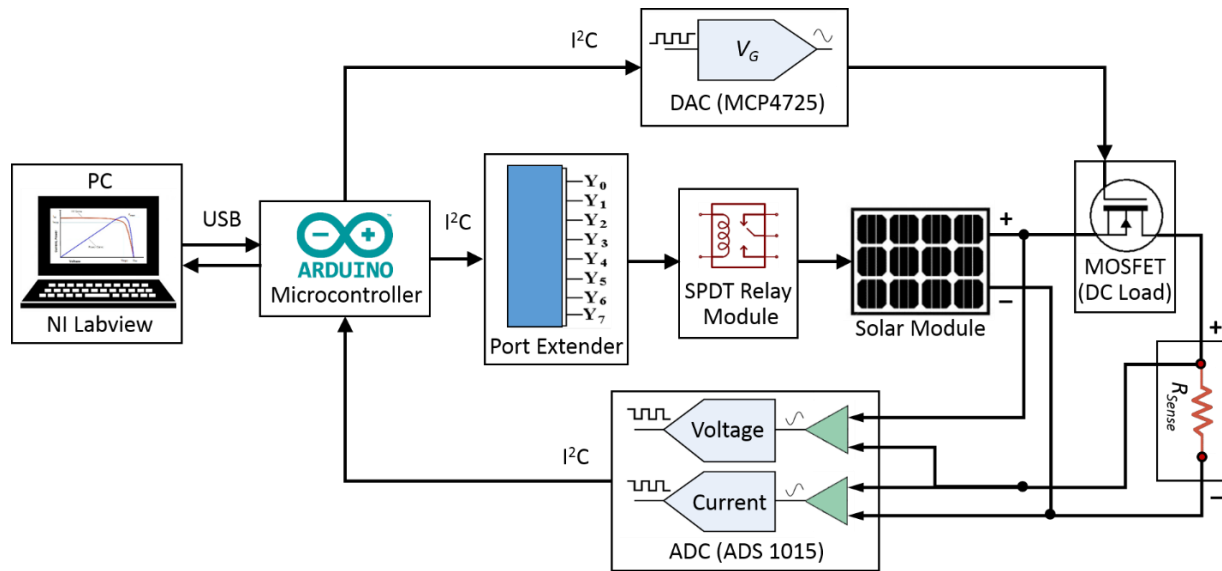 I²C
V_G
DAC (MCP4725)
PC
NI Labview
USB
ARDUINO
Microcontroller
I²C
Y₀
Y₁
Y₂
Y₃
Y₄
Y₅
Y₆
Y₇
Port Extender
SPDT Relay
Module
Solar Module
+
−
MOSFET
(DC Load)
+
R_Sense
−
I²C
Voltage
Current
ADC (ADS 1015)